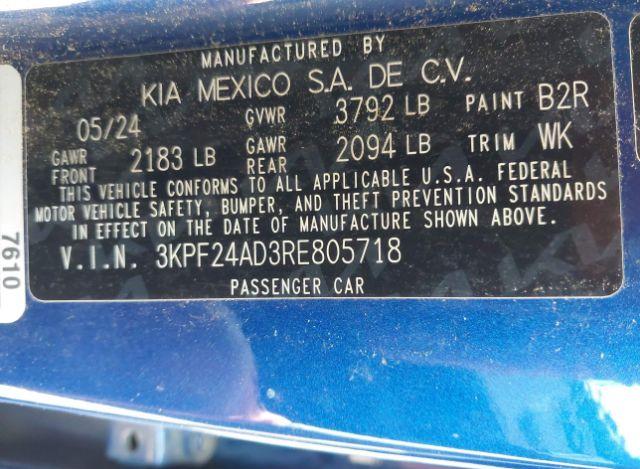 MANUFACTURED BY
KIA MEXICO S.A. DE C.V.
05/24 GVWR 3792 LB PAINT B2R
GAWR FRONT 2183 LB GAWR REAR 2094 LB TRIM WK
THIS VEHICLE CONFORMS TO ALL APPLICABLE U.S.A. FEDERAL
MOTOR VEHICLE SAFETY, BUMPER, AND THEFT PREVENTION STANDARDS
IN EFFECT ON THE DATE OF MANUFACTURE SHOWN ABOVE.
V.I.N. 3KPF24AD3RE805718
PASSENGER CAR
7610